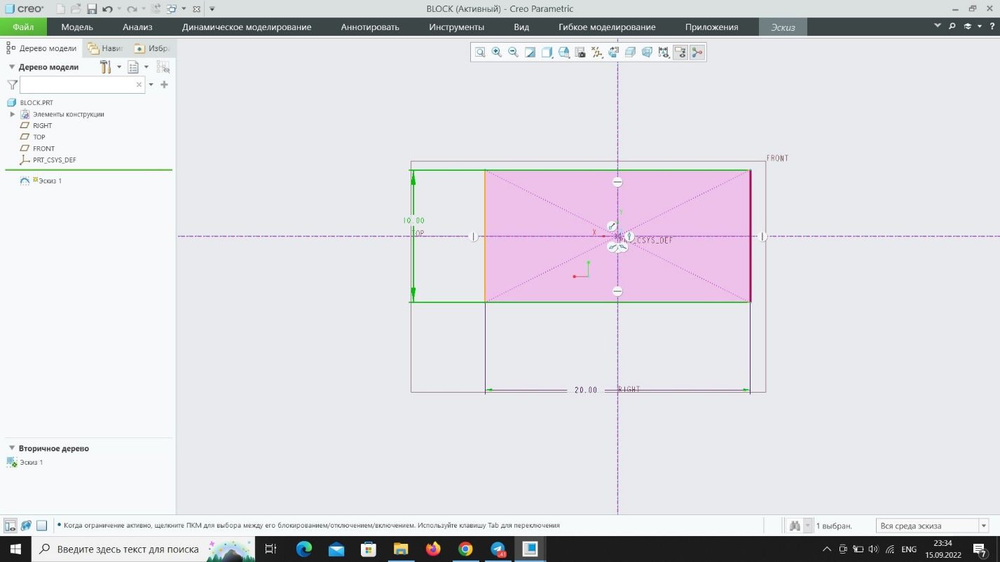 creo
BLOCK (Активный) - Creo Parametric
Файл Модель Анализ Динамическое моделирование Аннотировать Инструменты Вид Гибкое моделирование Приложения Эскиз
Дерево модели Навиг Избра
Дерево модели
BLOCK.PRT
Элементы конструкции
RIGHT
TOP
FRONT
PRT_CSYS_DEF
Эскиз 1
FRONT
10.00
TOP
Y
X
PRT_CSYS_DEF
20.00 RIGHT
Вторичное дерево
Эскиз 1
Когда ограничение активно, щелкните ПКМ для выбора между его блокированием/отключением/включением. Используйте клавишу Tab для переключения
1 выбран. Вся среда эскиза
Введите здесь текст для поиска
41
ENG
23:34
15.09.2022
7